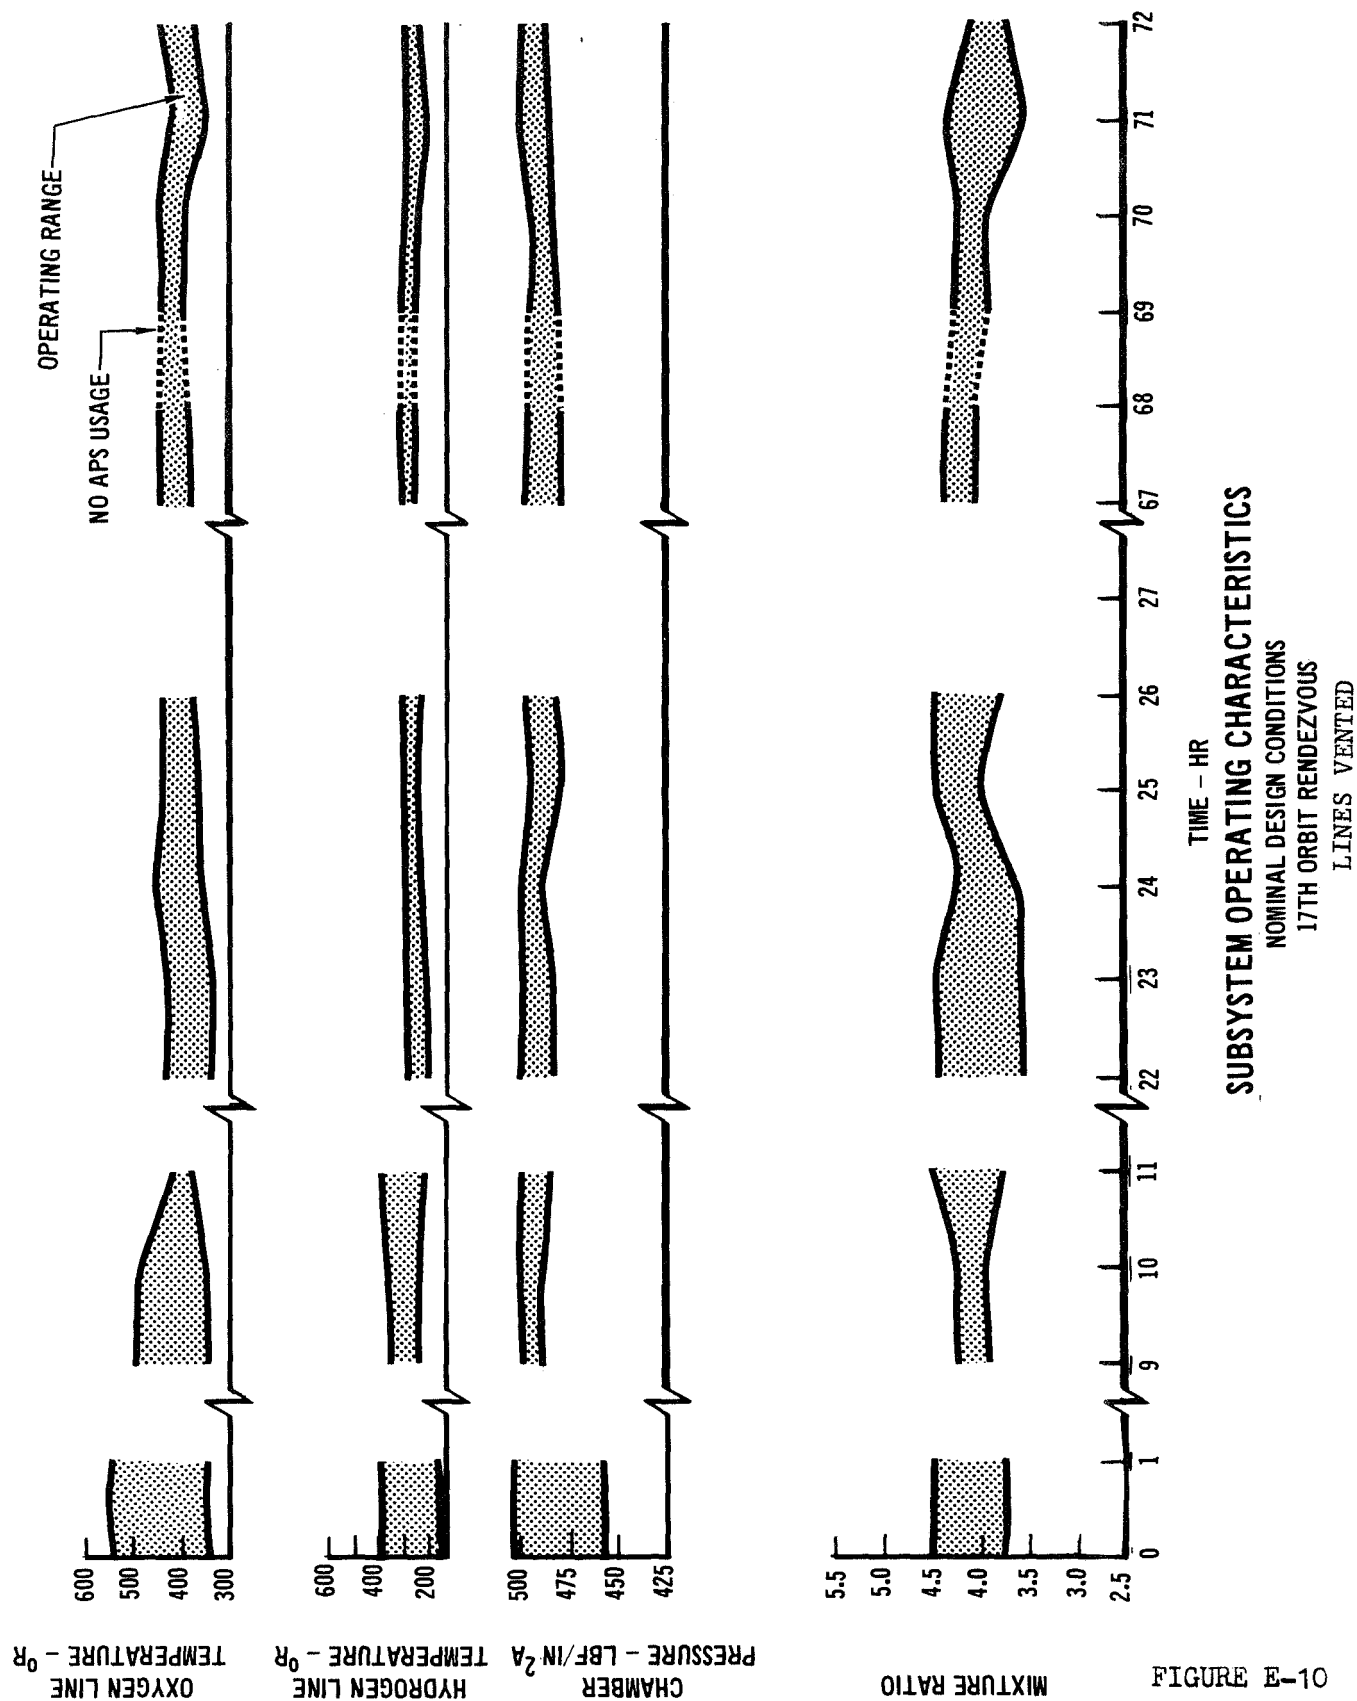 OPERATING RANGE
NO APS USAGE
OXYGEN LINE
TEMPERATURE – ⁰R
600
500
400
300
HYDROGEN LINE
TEMPERATURE – ⁰R
600
400
200
CHAMBER
PRESSURE – LBF/IN²A
500
475
450
425
MIXTURE RATIO
5.5
5.0
4.5
4.0
3.5
3.0
2.5
0
1
9
10
11
22
23
24
25
26
27
67
68
69
70
71
72
TIME – HR
SUBSYSTEM OPERATING CHARACTERISTICS
NOMINAL DESIGN CONDITIONS
17TH ORBIT RENDEZVOUS
LINES VENTED
FIGURE E-10